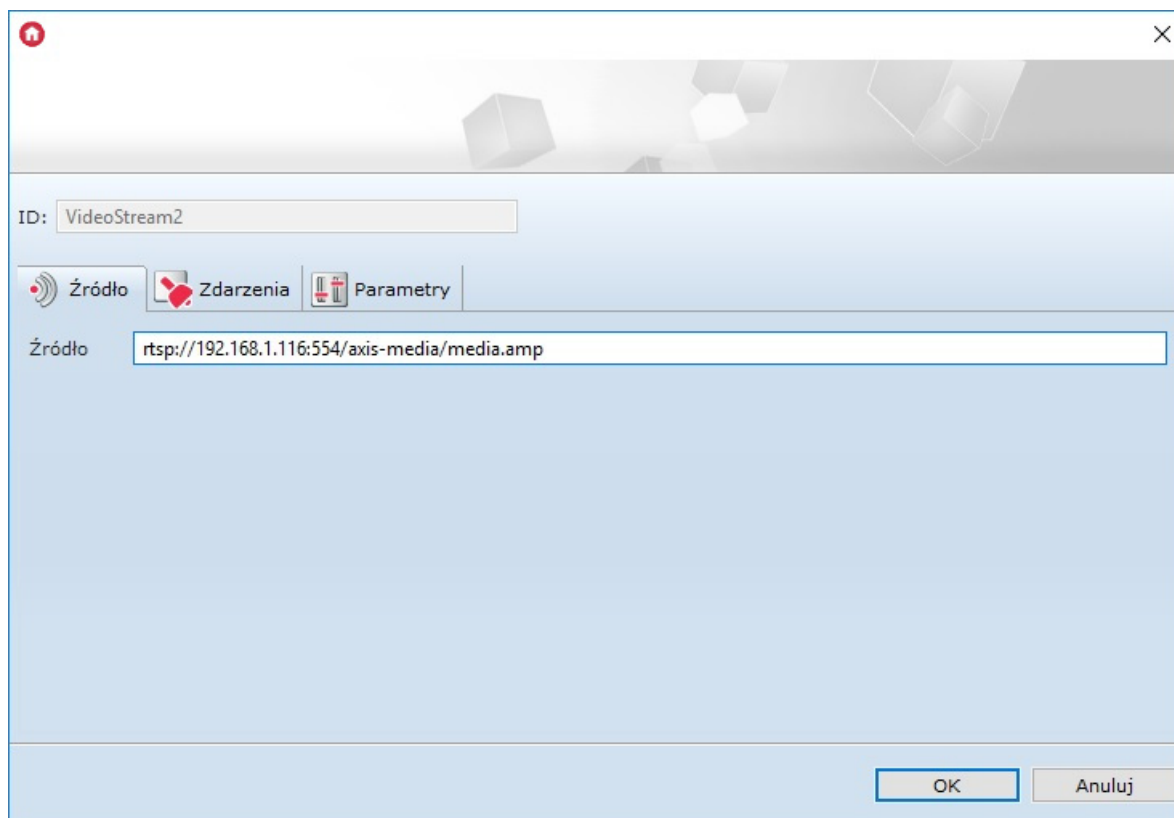 ID: VideoStream2
Źródło Zdarzenia Parametry
Źródło rtsp://192.168.1.116:554/axis-media/media.amp
OK Anuluj